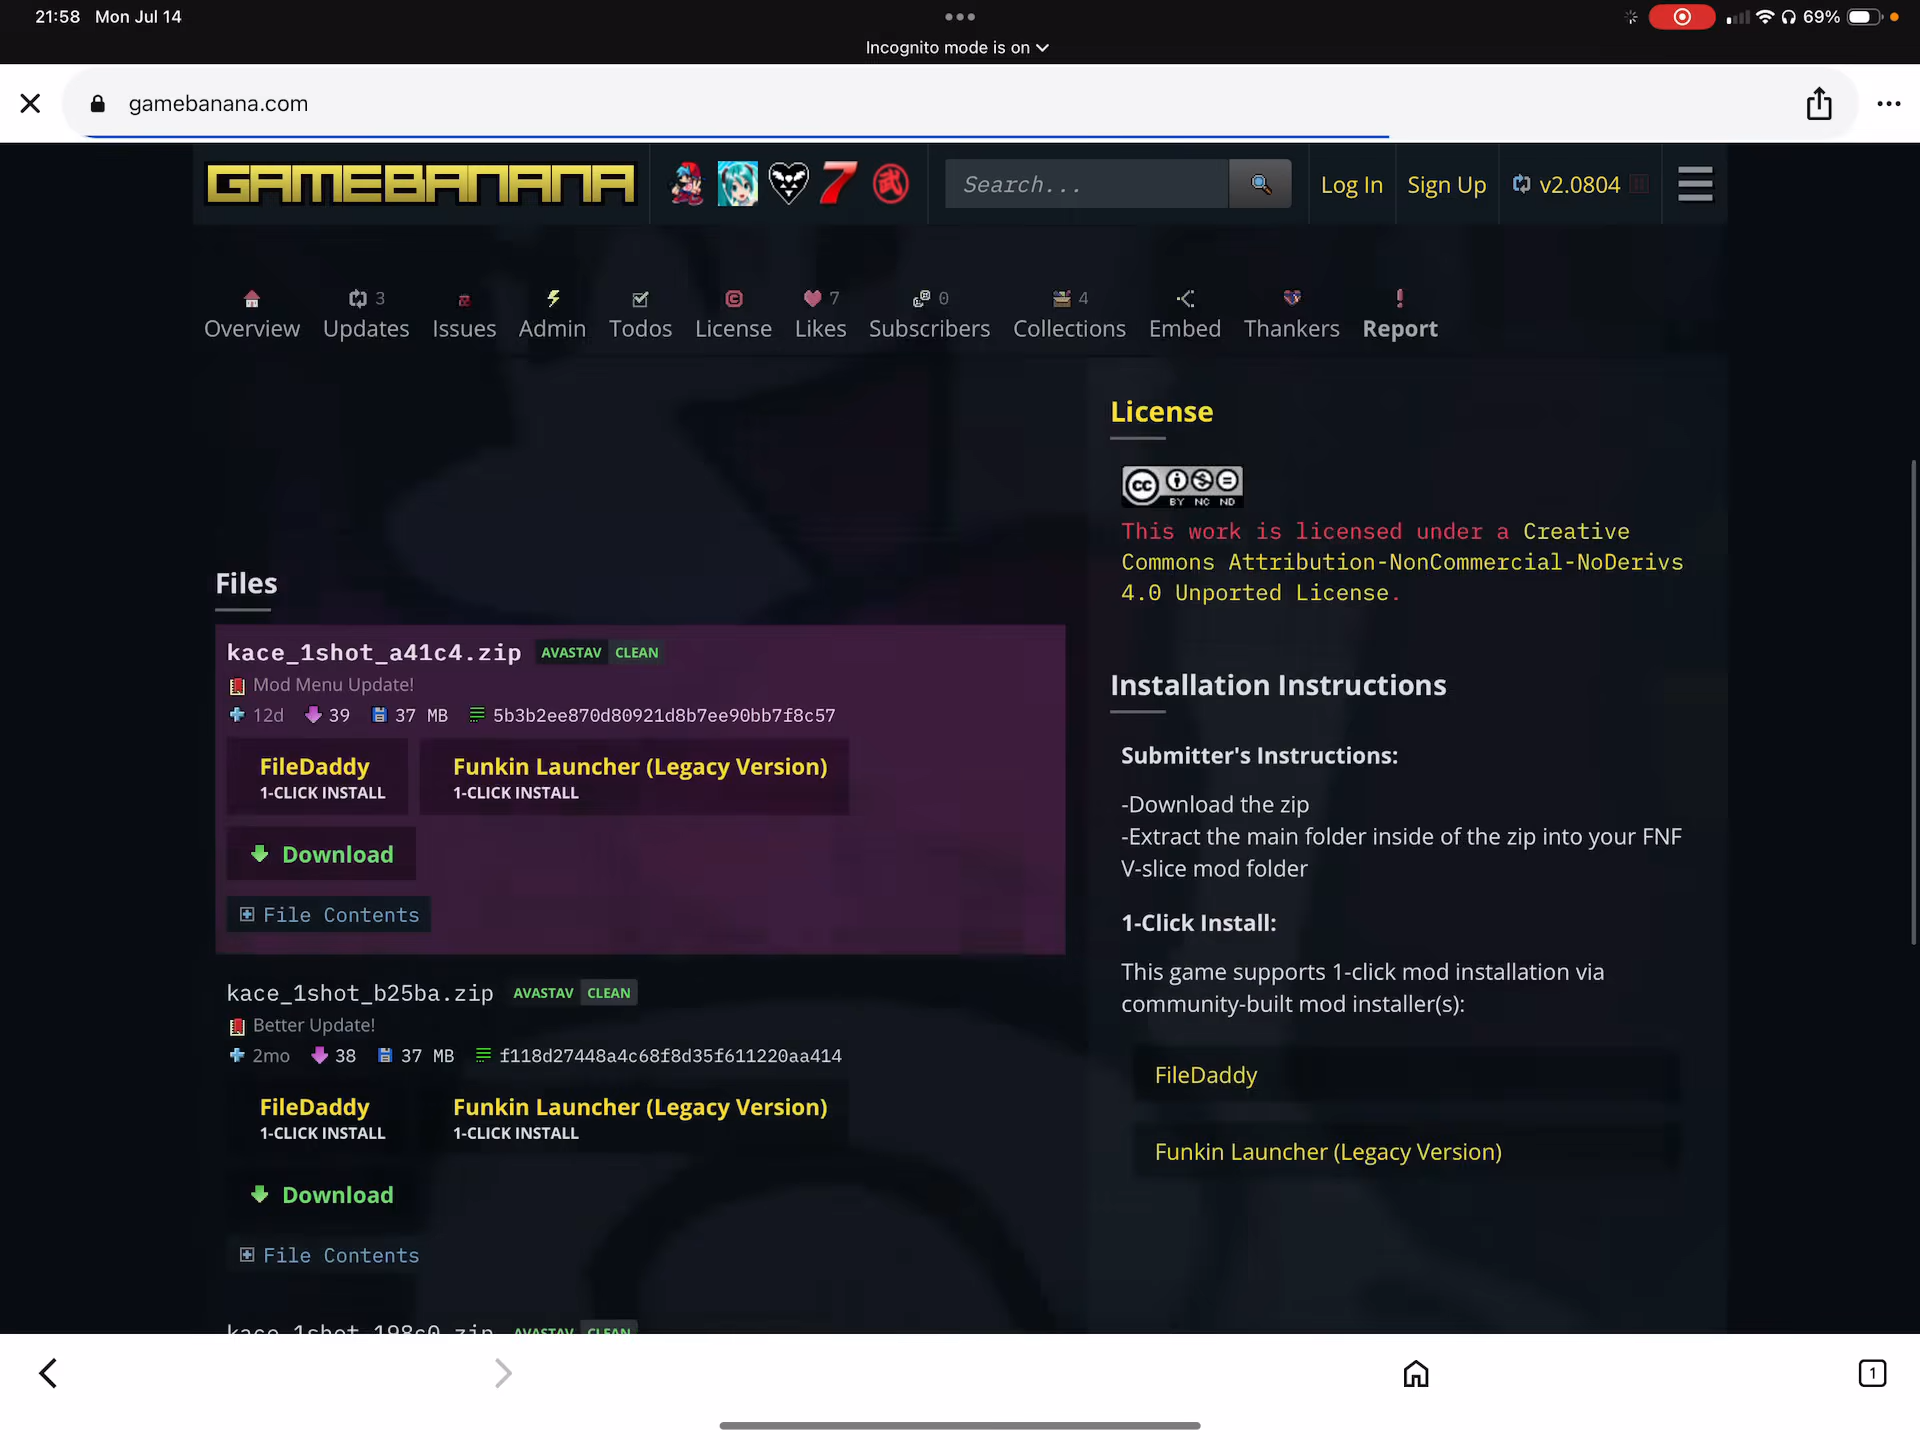 21:58 Mon Jul 14
69%
Incognito mode is on
gamebanana.com
GAMEBANANA
Search...
Log In
Sign Up
v2.0804
Overview
3
Updates
Issues
Admin
Todos
License
7
Likes
0
Subscribers
4
Collections
Embed
Thankers
Report
Files
kace_1shot_a41c4.zip AVASTAV CLEAN
Mod Menu Update!
12d 39 37 MB 5b3b2ee870d80921d8b7ee90bb7f8c57
FileDaddy
1-CLICK INSTALL
Funkin Launcher (Legacy Version)
1-CLICK INSTALL
Download
File Contents
kace_1shot_b25ba.zip AVASTAV CLEAN
Better Update!
2mo 38 37 MB f118d27448a4c68f8d35f611220aa414
FileDaddy
1-CLICK INSTALL
Funkin Launcher (Legacy Version)
1-CLICK INSTALL
Download
File Contents
kace_1shot_198c0.zip AVASTAV CLEAN
License
CC BY NC ND
This work is licensed under a Creative
Commons Attribution-NonCommercial-NoDerivs
4.0 Unported License.
Installation Instructions
Submitter's Instructions:
-Download the zip
-Extract the main folder inside of the zip into your FNF
V-slice mod folder
1-Click Install:
This game supports 1-click mod installation via
community-built mod installer(s):
FileDaddy
Funkin Launcher (Legacy Version)
1